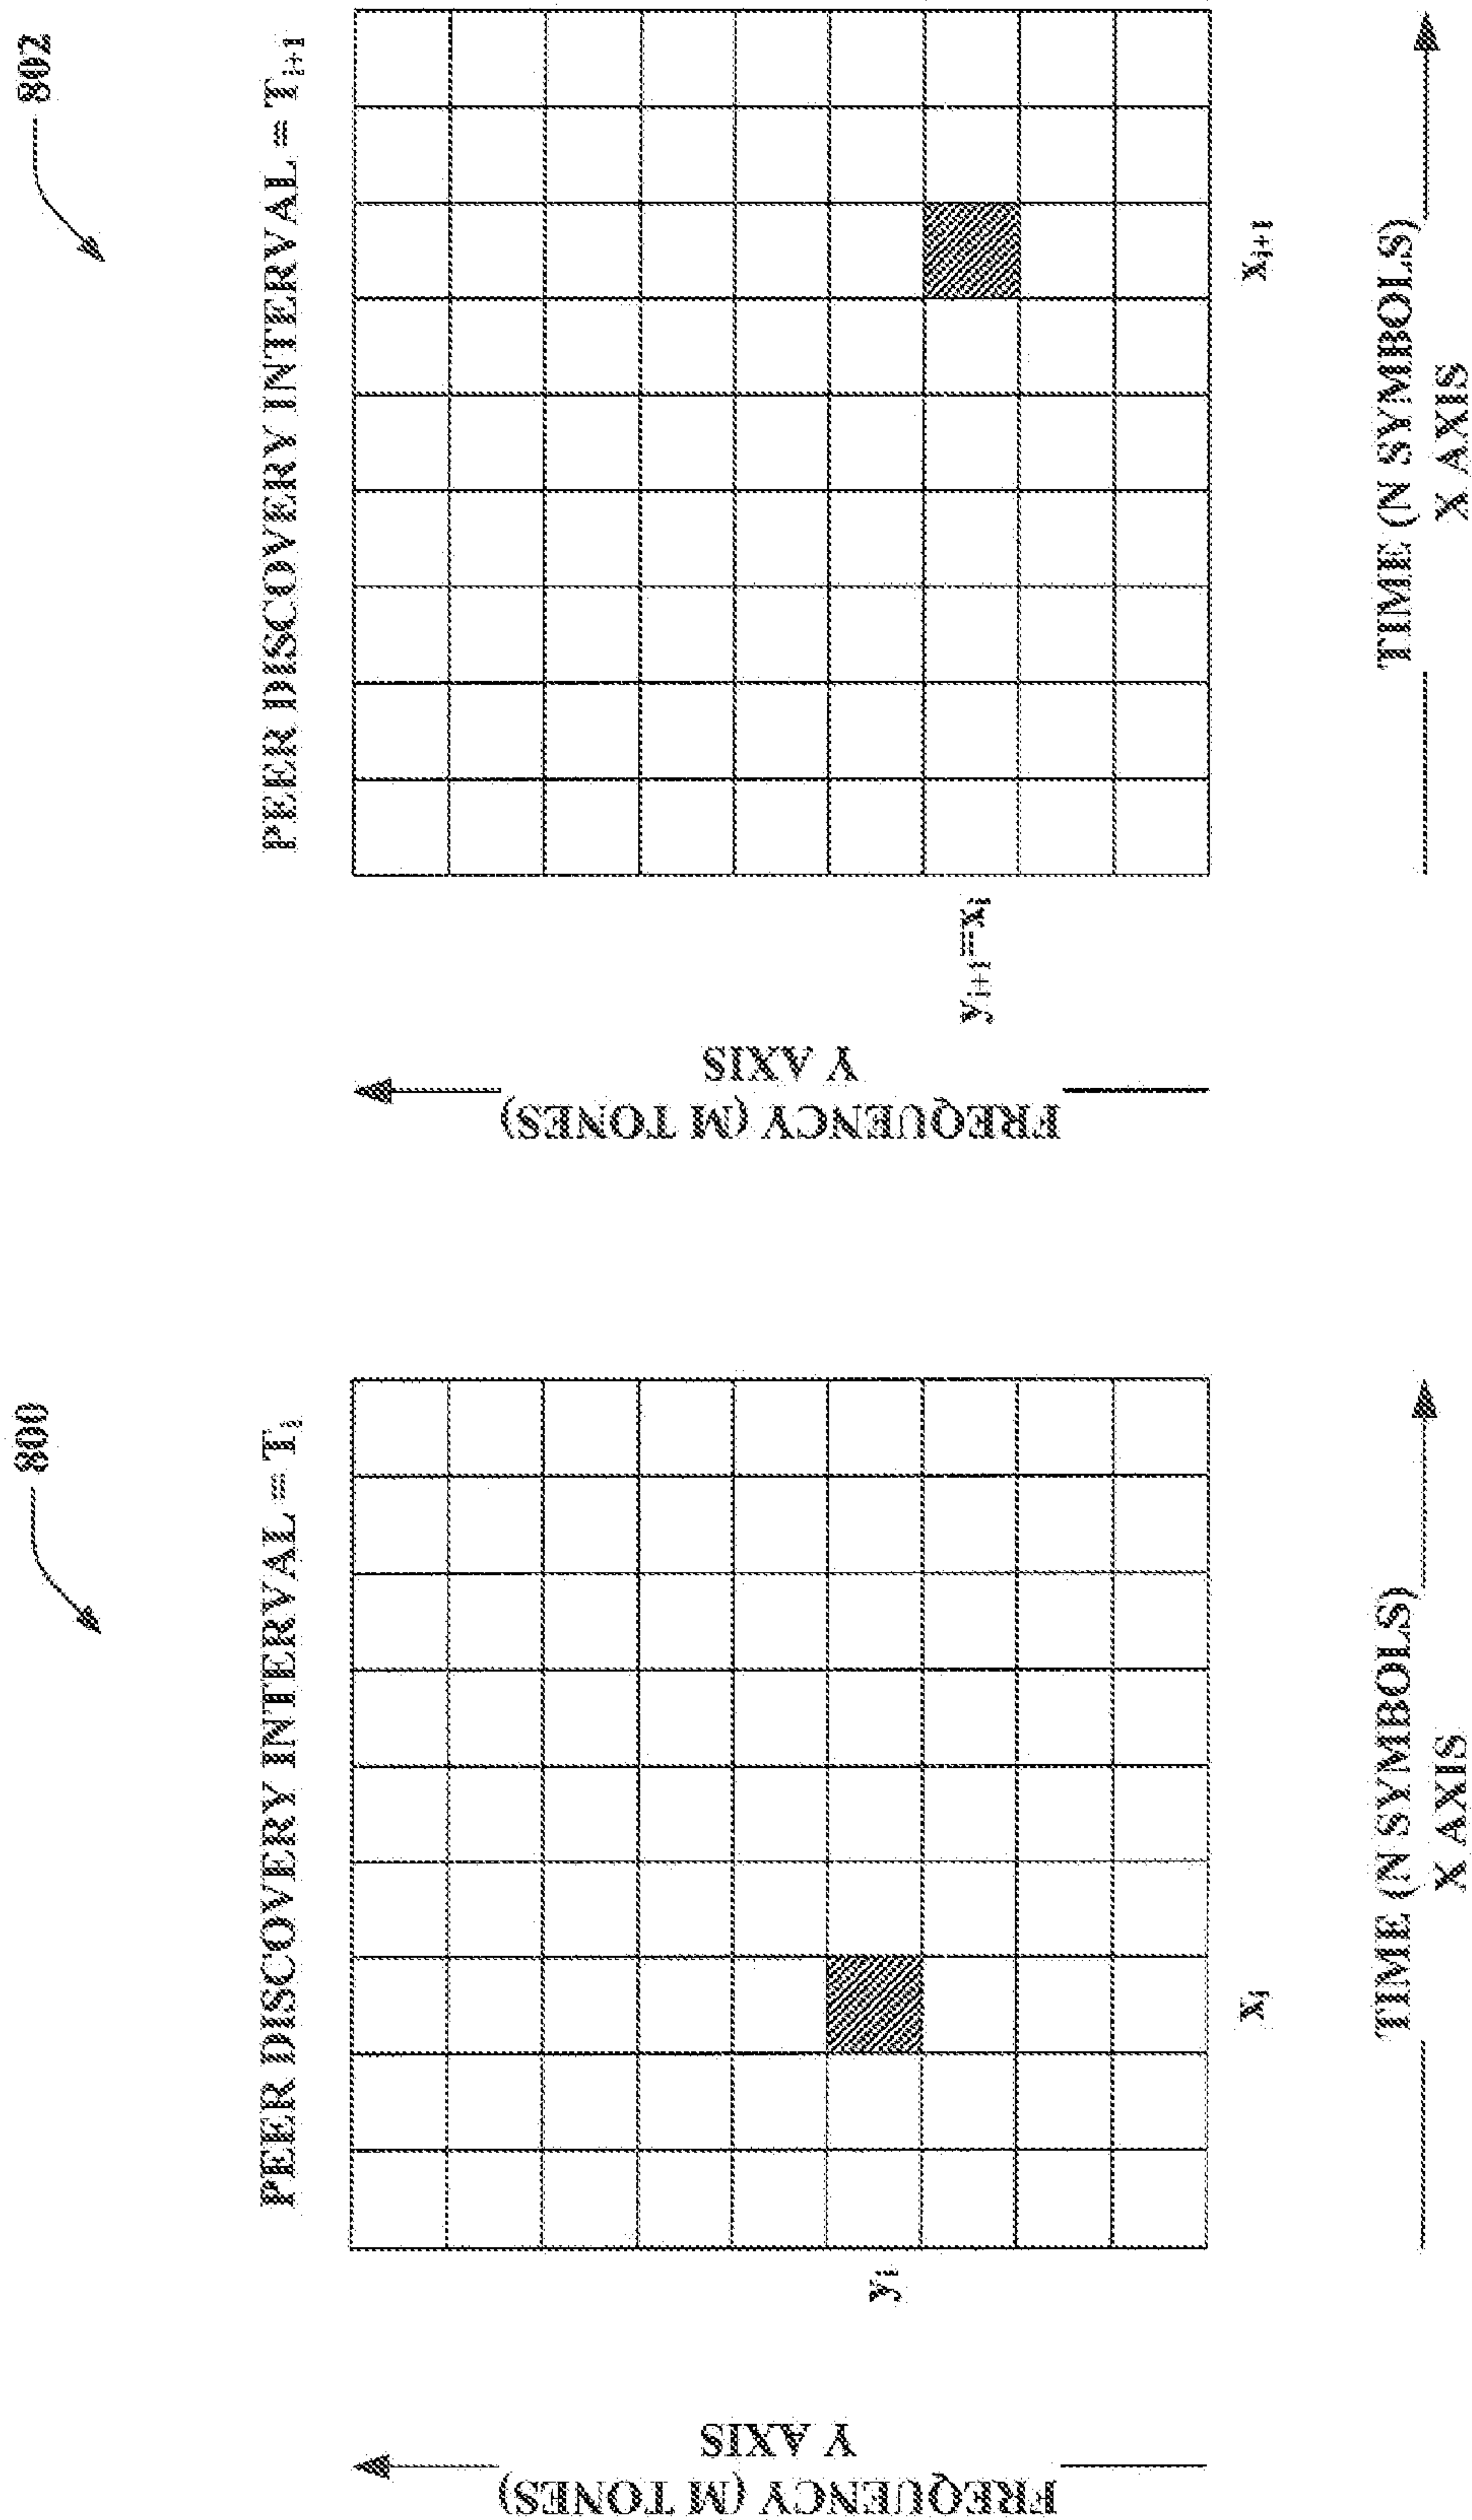 800
PEER DISCOVERY INTERVAL = Ti
FREQUENCY (M TONES)
Y AXIS
yi
xi
TIME (N SYMBOLS)
X AXIS
802
PEER DISCOVERY INTERVAL = Ti+1
FREQUENCY (M TONES)
Y AXIS
yi+1=xi
xi+1
TIME (N SYMBOLS)
X AXIS